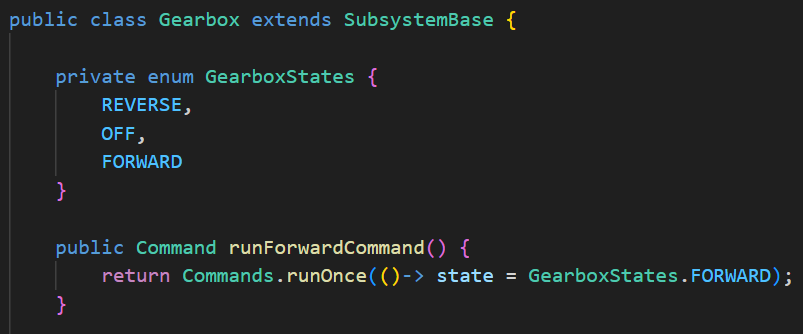 public class Gearbox extends SubsystemBase {
private enum GearboxStates {
REVERSE,
OFF,
FORWARD
}
public Command runForwardCommand() {
return Commands.runOnce(()-> state = GearboxStates.FORWARD);
}